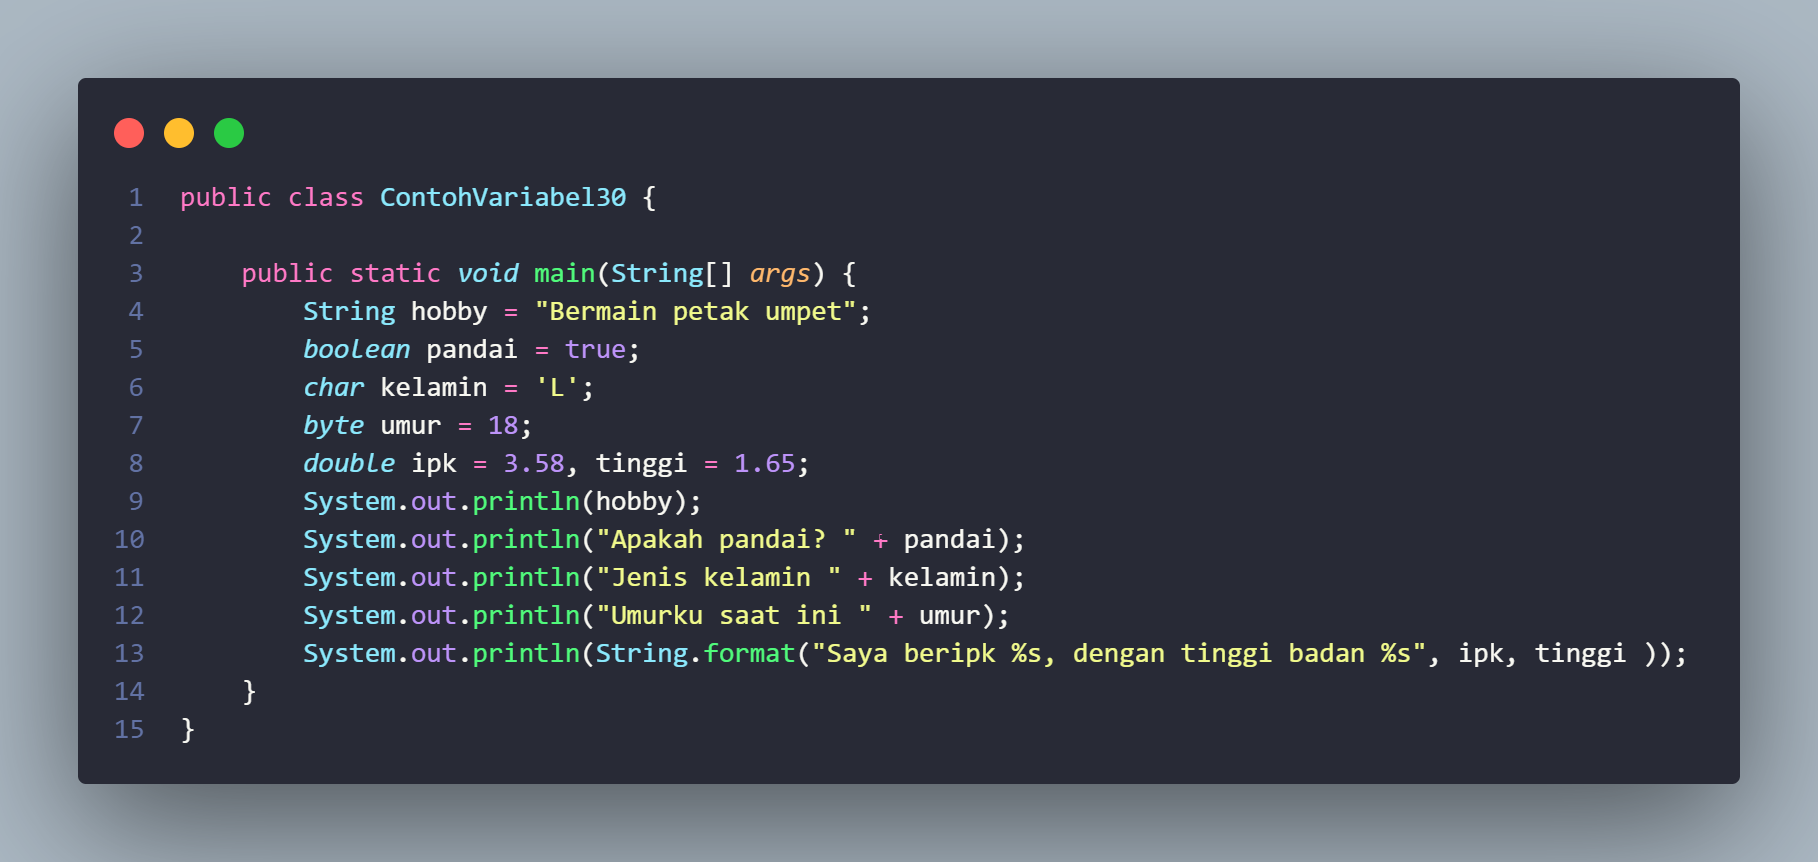 1 public class ContohVariabel30 {
2
3     public static void main(String[] args) {
4         String hobby = "Bermain petak umpet";
5         boolean pandai = true;
6         char kelamin = 'L';
7         byte umur = 18;
8         double ipk = 3.58, tinggi = 1.65;
9         System.out.println(hobby);
10         System.out.println("Apakah pandai? " + pandai);
11         System.out.println("Jenis kelamin " + kelamin);
12         System.out.println("Umurku saat ini " + umur);
13         System.out.println(String.format("Saya beripk %s, dengan tinggi badan %s", ipk, tinggi ));
14     }
15 }